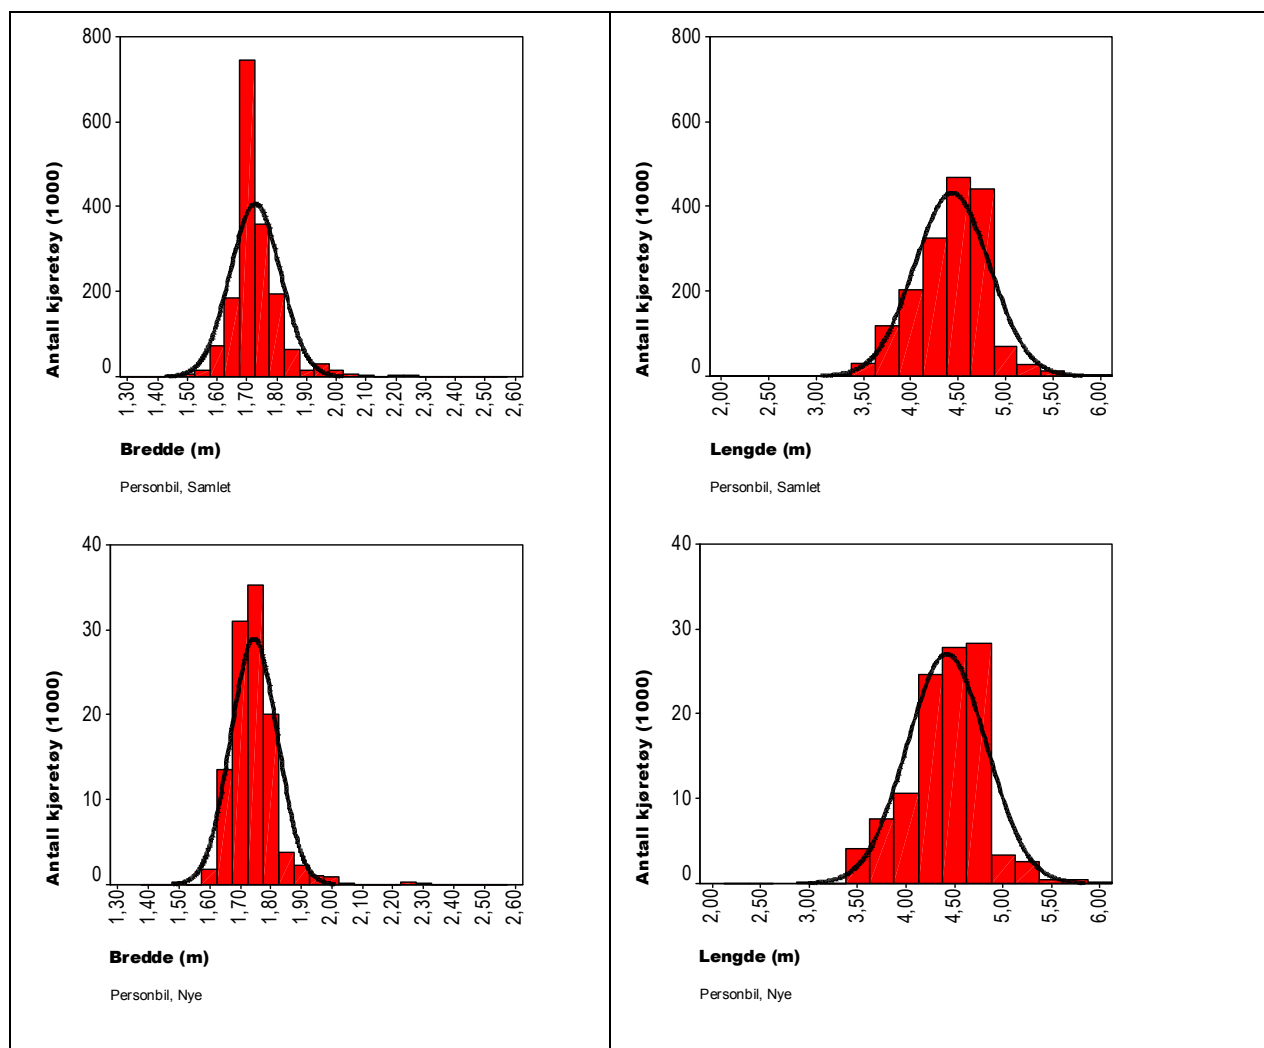 800
600
400
200
0
Antall kjøretøy (1000)
1,30 1,40 1,50 1,60 1,70 1,80 1,90 2,00 2,10 2,20 2,30 2,40 2,50 2,60
Bredde (m)
Personbil, Samlet
800
600
400
200
0
Antall kjøretøy (1000)
2,00 2,50 3,00 3,50 4,00 4,50 5,00 5,50 6,00
Lengde (m)
Personbil, Samlet
40
30
20
10
0
Antall kjøretøy (1000)
1,30 1,40 1,50 1,60 1,70 1,80 1,90 2,00 2,10 2,20 2,30 2,40 2,50 2,60
Bredde (m)
Personbil, Nye
40
30
20
10
0
Antall kjøretøy (1000)
2,00 2,50 3,00 3,50 4,00 4,50 5,00 5,50 6,00
Lengde (m)
Personbil, Nye